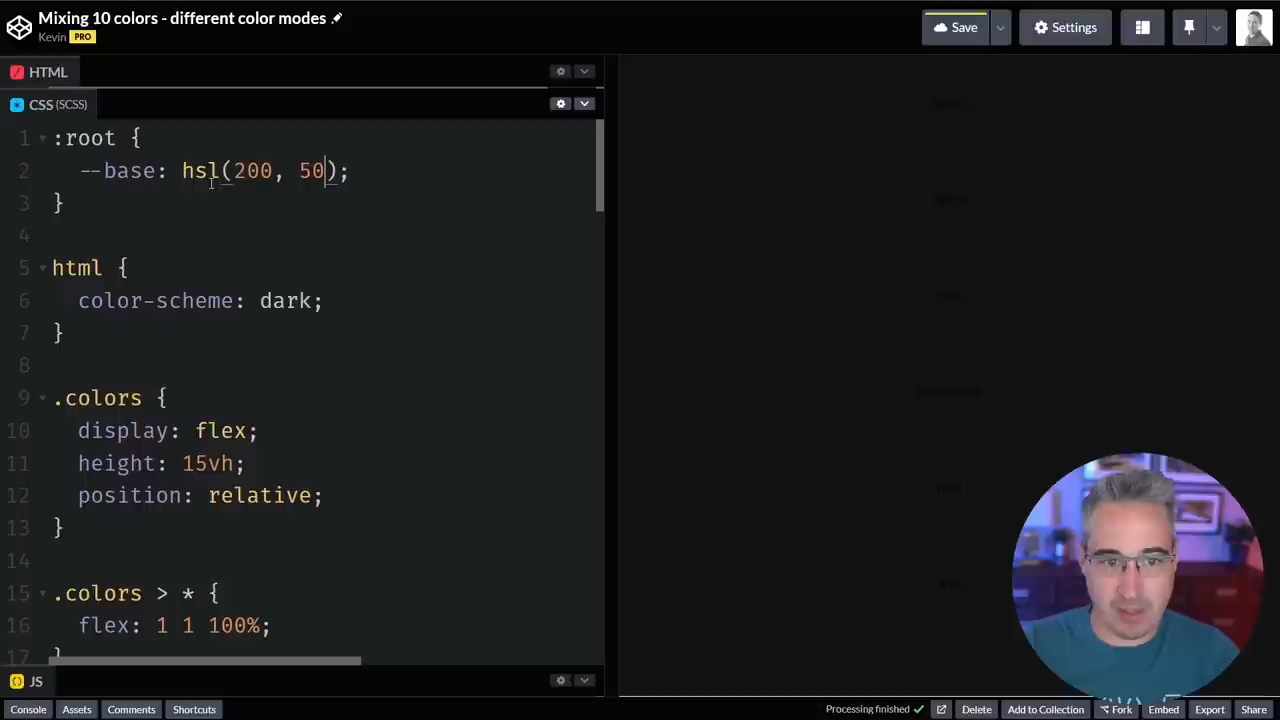 Mixing 10 colors - different color modes
Kevin PRO
Save
Settings
HTML
CSS (SCSS)
1 :root {
2 --base: hsl(200, 50);
3 }
4
5 html {
6 color-scheme: dark;
7 }
8
9 .colors {
10 display: flex;
11 height: 15vh;
12 position: relative;
13 }
14
15 .colors > * {
16 flex: 1 1 100%;
17 }
JS
Console Assets Comments Shortcuts
Processing finished Delete Add to Collection Fork Embed Export Share